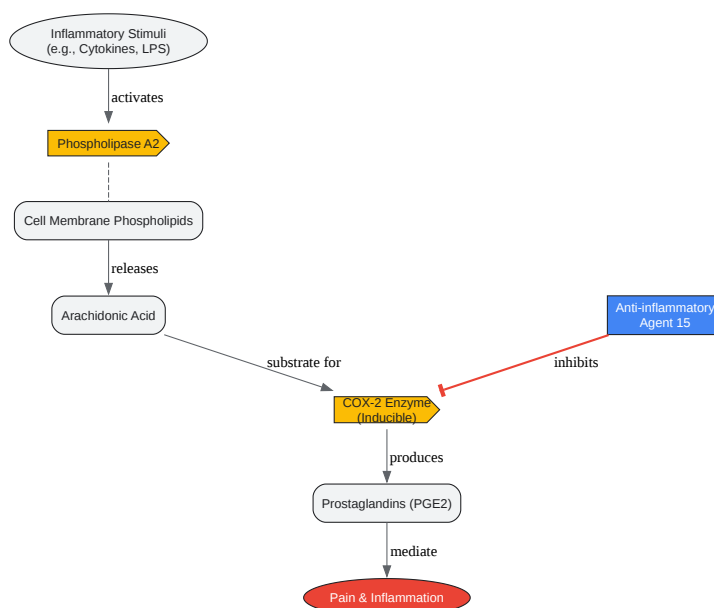 Inflammatory Stimuli
(e.g., Cytokines, LPS)
activates
Phospholipase A2
Cell Membrane Phospholipids
releases
Arachidonic Acid
Anti-inflammatory
Agent 15
substrate for
inhibits
COX-2 Enzyme
(Inducible)
produces
Prostaglandins (PGE2)
mediate
Pain & Inflammation